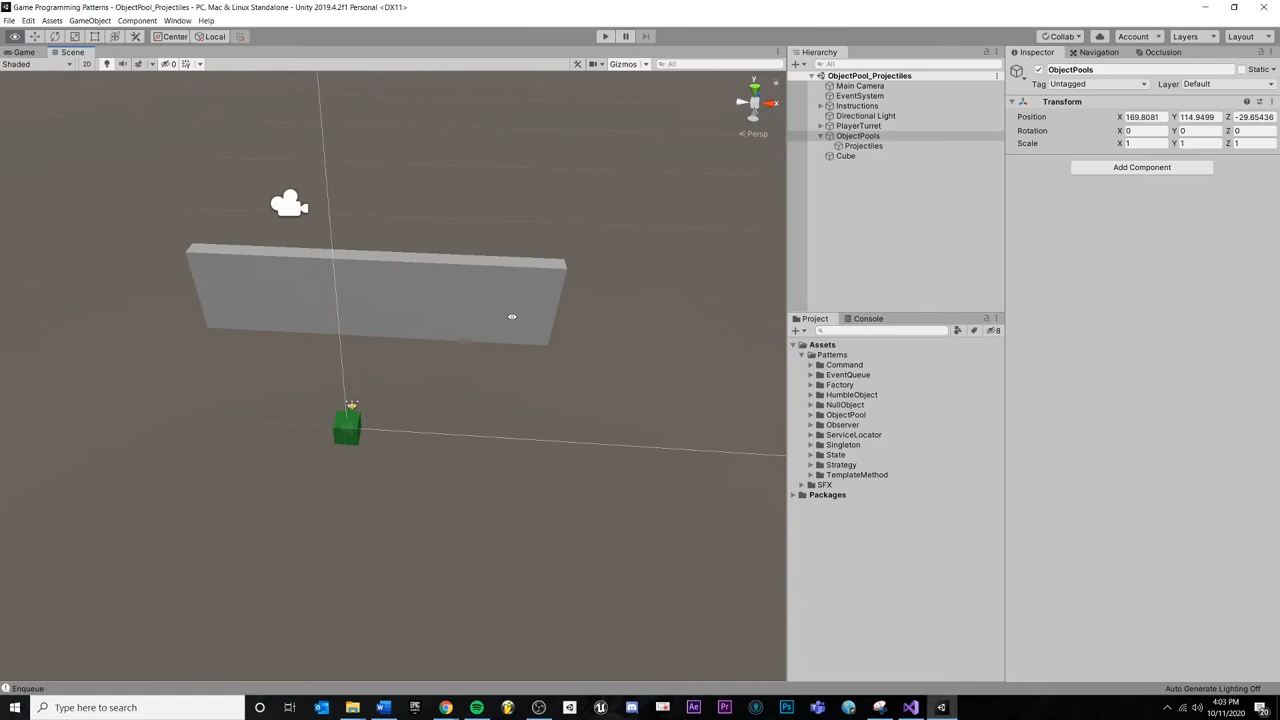 Game Programming Patterns - ObjectPool_Projectiles - PC, Mac & Linux Standalone - Unity 2019.4.2f1 Personal <DX11>
File Edit Assets GameObject Component Window Help
Center Local Collab Account Layers Layout
Game Scene
Shaded 2D 0 Gizmos All
y
x
Persp
Hierarchy
All
ObjectPool_Projectiles
Main Camera
EventSystem
Instructions
Directional Light
PlayerTurret
ObjectPools
Projectiles
Cube
Project Console
8
Assets
Patterns
Command
EventQueue
Factory
HumbleObject
NullObject
ObjectPool
Observer
ServiceLocator
Singleton
State
Strategy
TemplateMethod
SFX
Packages
Inspector Navigation Occlusion
ObjectPools Static
Tag Untagged Layer Default
Transform
Position X 169.8081 Y 114.9499 Z -29.65436
Rotation X 0 Y 0 Z 0
Scale X 1 Y 1 Z 1
Add Component
Enqueue Auto Generate Lighting Off
Type here to search
4:03 PM
10/11/2020
20